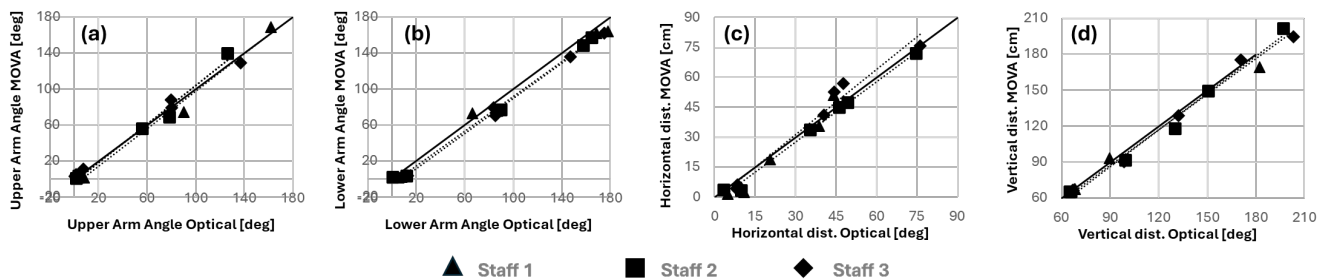 (a)
Upper Arm Angle MOVA [deg]
180
140
100
60
20
-20
-20 20 60 100 140 180
Upper Arm Angle Optical [deg]
(b)
Lower Arm Angle MOVA [deg]
180
140
100
60
20
-20
-20 20 60 100 140 180
Lower Arm Angle Optical [deg]
(c)
Horizontal dist. MOVA [cm]
90
75
60
45
30
15
0
0 15 30 45 60 75 90
Horizontal dist. Optical [deg]
(d)
Vertical dist. MOVA [cm]
210
180
150
120
90
60
60 90 120 150 180 210
Vertical dist. Optical [deg]
Staff 1 Staff 2 Staff 3